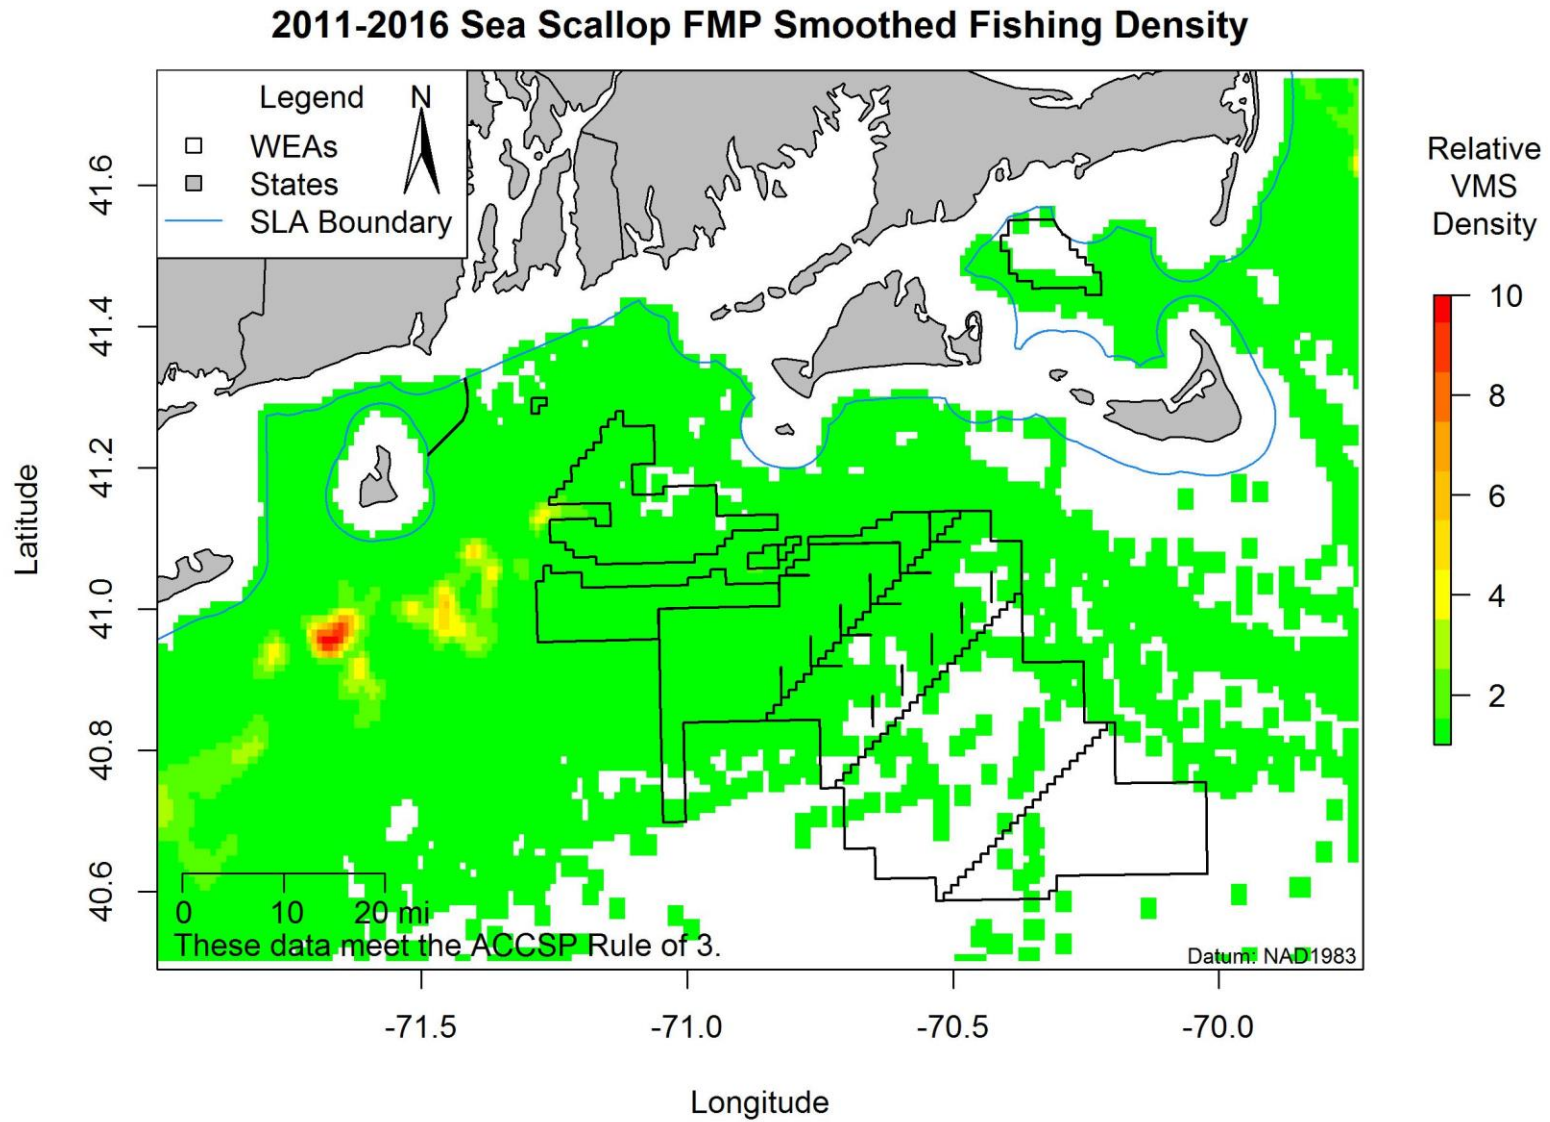 2011-2016 Sea Scallop FMP Smoothed Fishing Density
Legend
N
WEAs
States
SLA Boundary
Relative
VMS
Density
10
8
6
4
2
41.6
41.4
41.2
41.0
40.8
40.6
Latitude
0 10 20 mi
These data meet the ACCSP Rule of 3.
Datum: NAD1983
-71.5 -71.0 -70.5 -70.0
Longitude